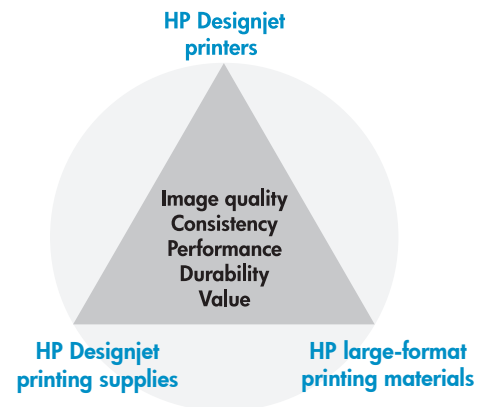 HP Designjet
printers
Image quality
Consistency
Performance
Durability
Value
HP Designjet
printing supplies
HP large-format
printing materials